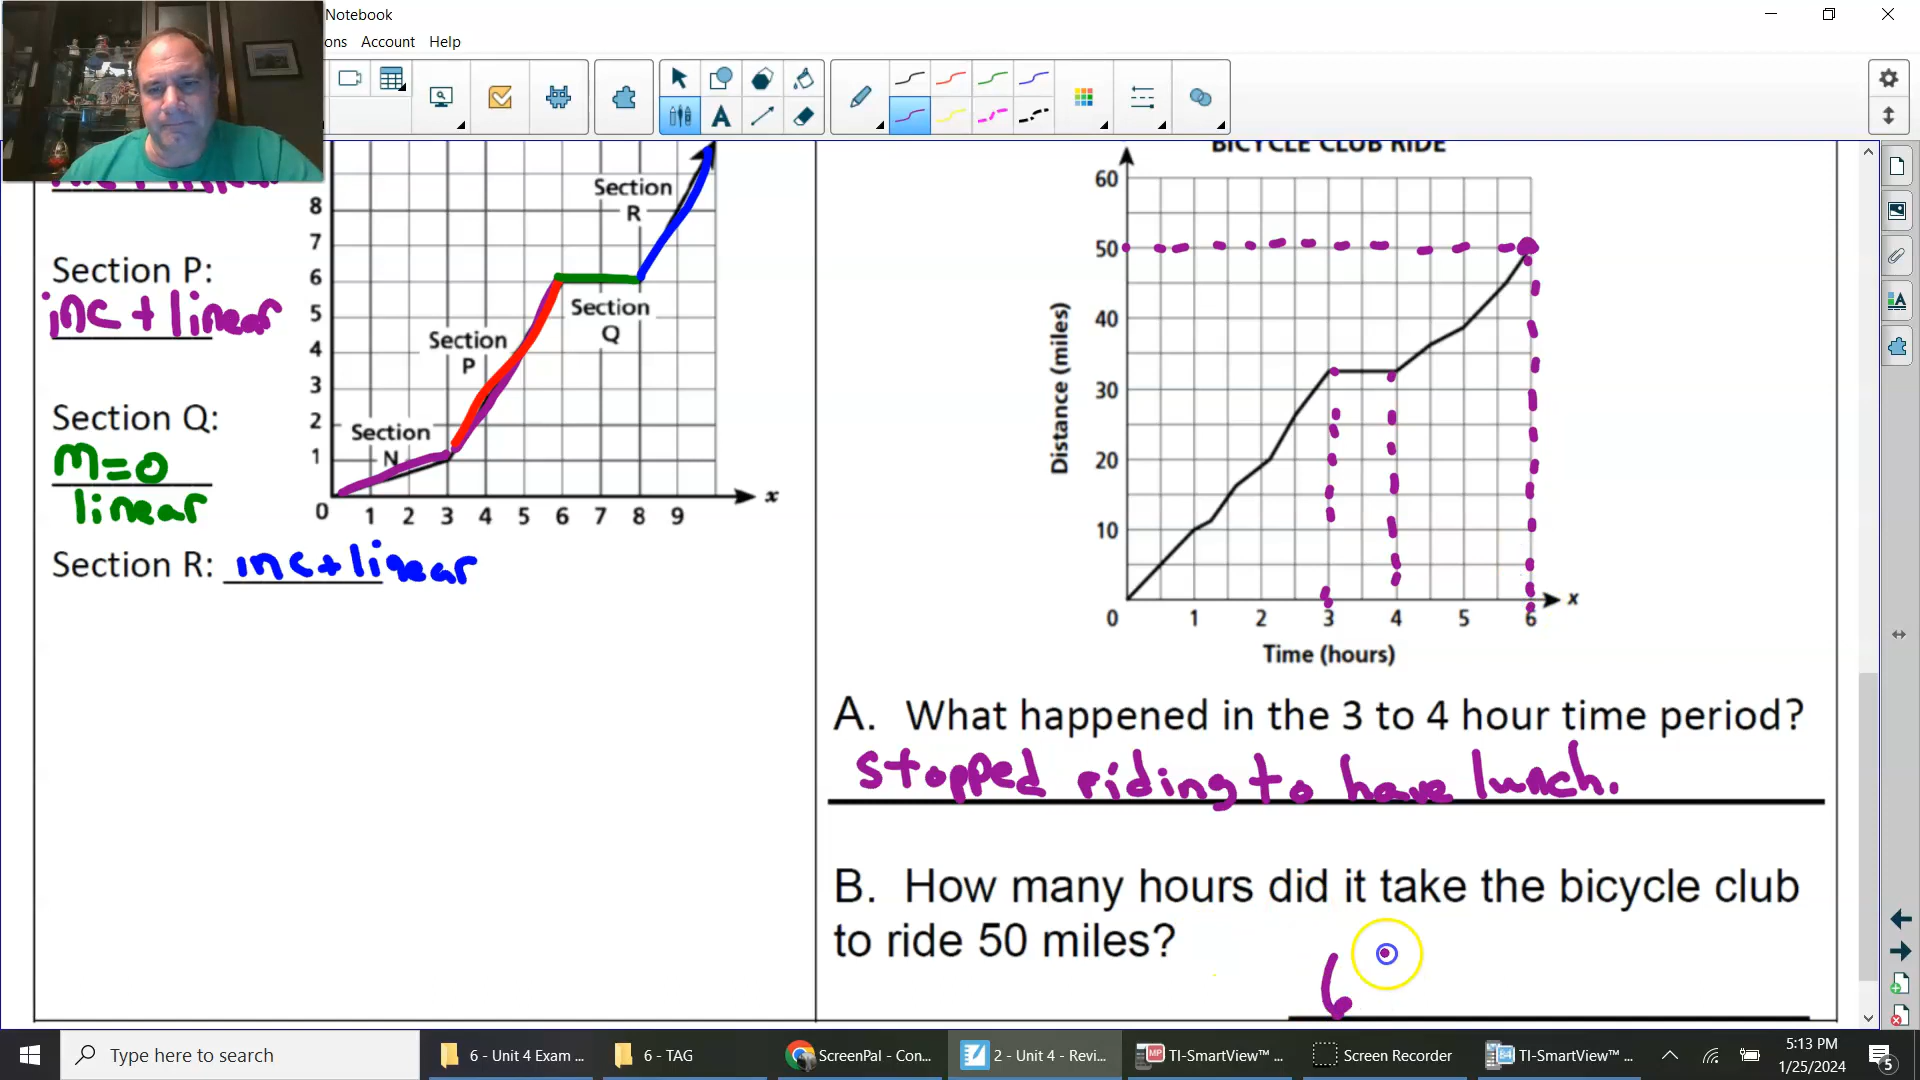 Notebook
ons Account Help
BICYCLE CLUB RIDE
Section P:
inc + linear
Section Q:
m=0
linear
Section R: inc + linear
8
7
6
5
4
3
2
1
0
1 2 3 4 5 6 7 8 9 x
Section
R
Section
Q
Section
P
Section
N
60
50
40
30
20
10
0 1 2 3 4 5 6 x
Distance (miles)
Time (hours)
A. What happened in the 3 to 4 hour time period?
stopped riding to have lunch.
B. How many hours did it take the bicycle club
to ride 50 miles?
6
Type here to search
6 - Unit 4 Exam ...
6 - TAG
ScreenPal - Con...
2 - Unit 4 - Revi...
TI-SmartView™ ...
Screen Recorder
TI-SmartView™ ...
5:13 PM
1/25/2024
5